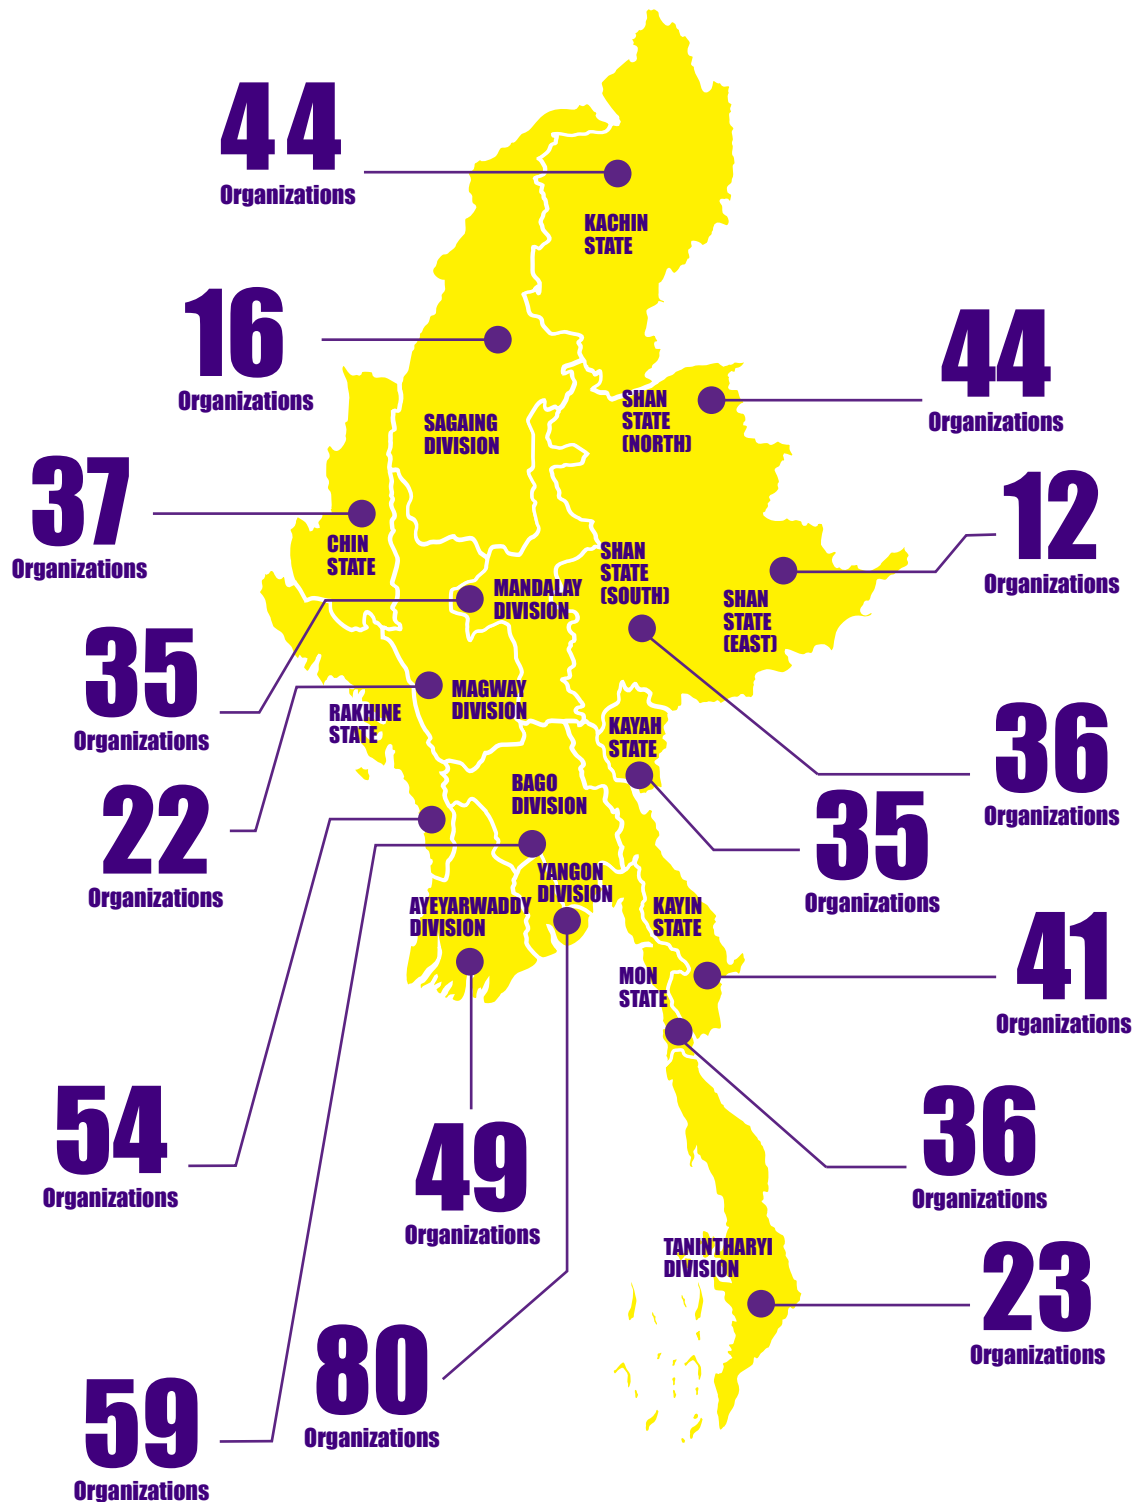 44
Organizations
KACHIN
STATE
16
Organizations
44
Organizations
SHAN
STATE
(NORTH)
SAGAING
DIVISION
37
Organizations
12
Organizations
CHIN
STATE
SHAN
STATE
(SOUTH)
MANDALAY
DIVISION
SHAN
STATE
(EAST)
35
Organizations
MAGWAY
DIVISION
RAKHINE
STATE
KAYAH
STATE
36
Organizations
22
Organizations
BAGO
DIVISION
35
Organizations
YANGON
DIVISION
AYEYARWADDY
DIVISION
KAYIN
STATE
41
Organizations
MON
STATE
54
Organizations
49
Organizations
36
Organizations
TANINTHARYI
DIVISION
23
Organizations
80
Organizations
59
Organizations